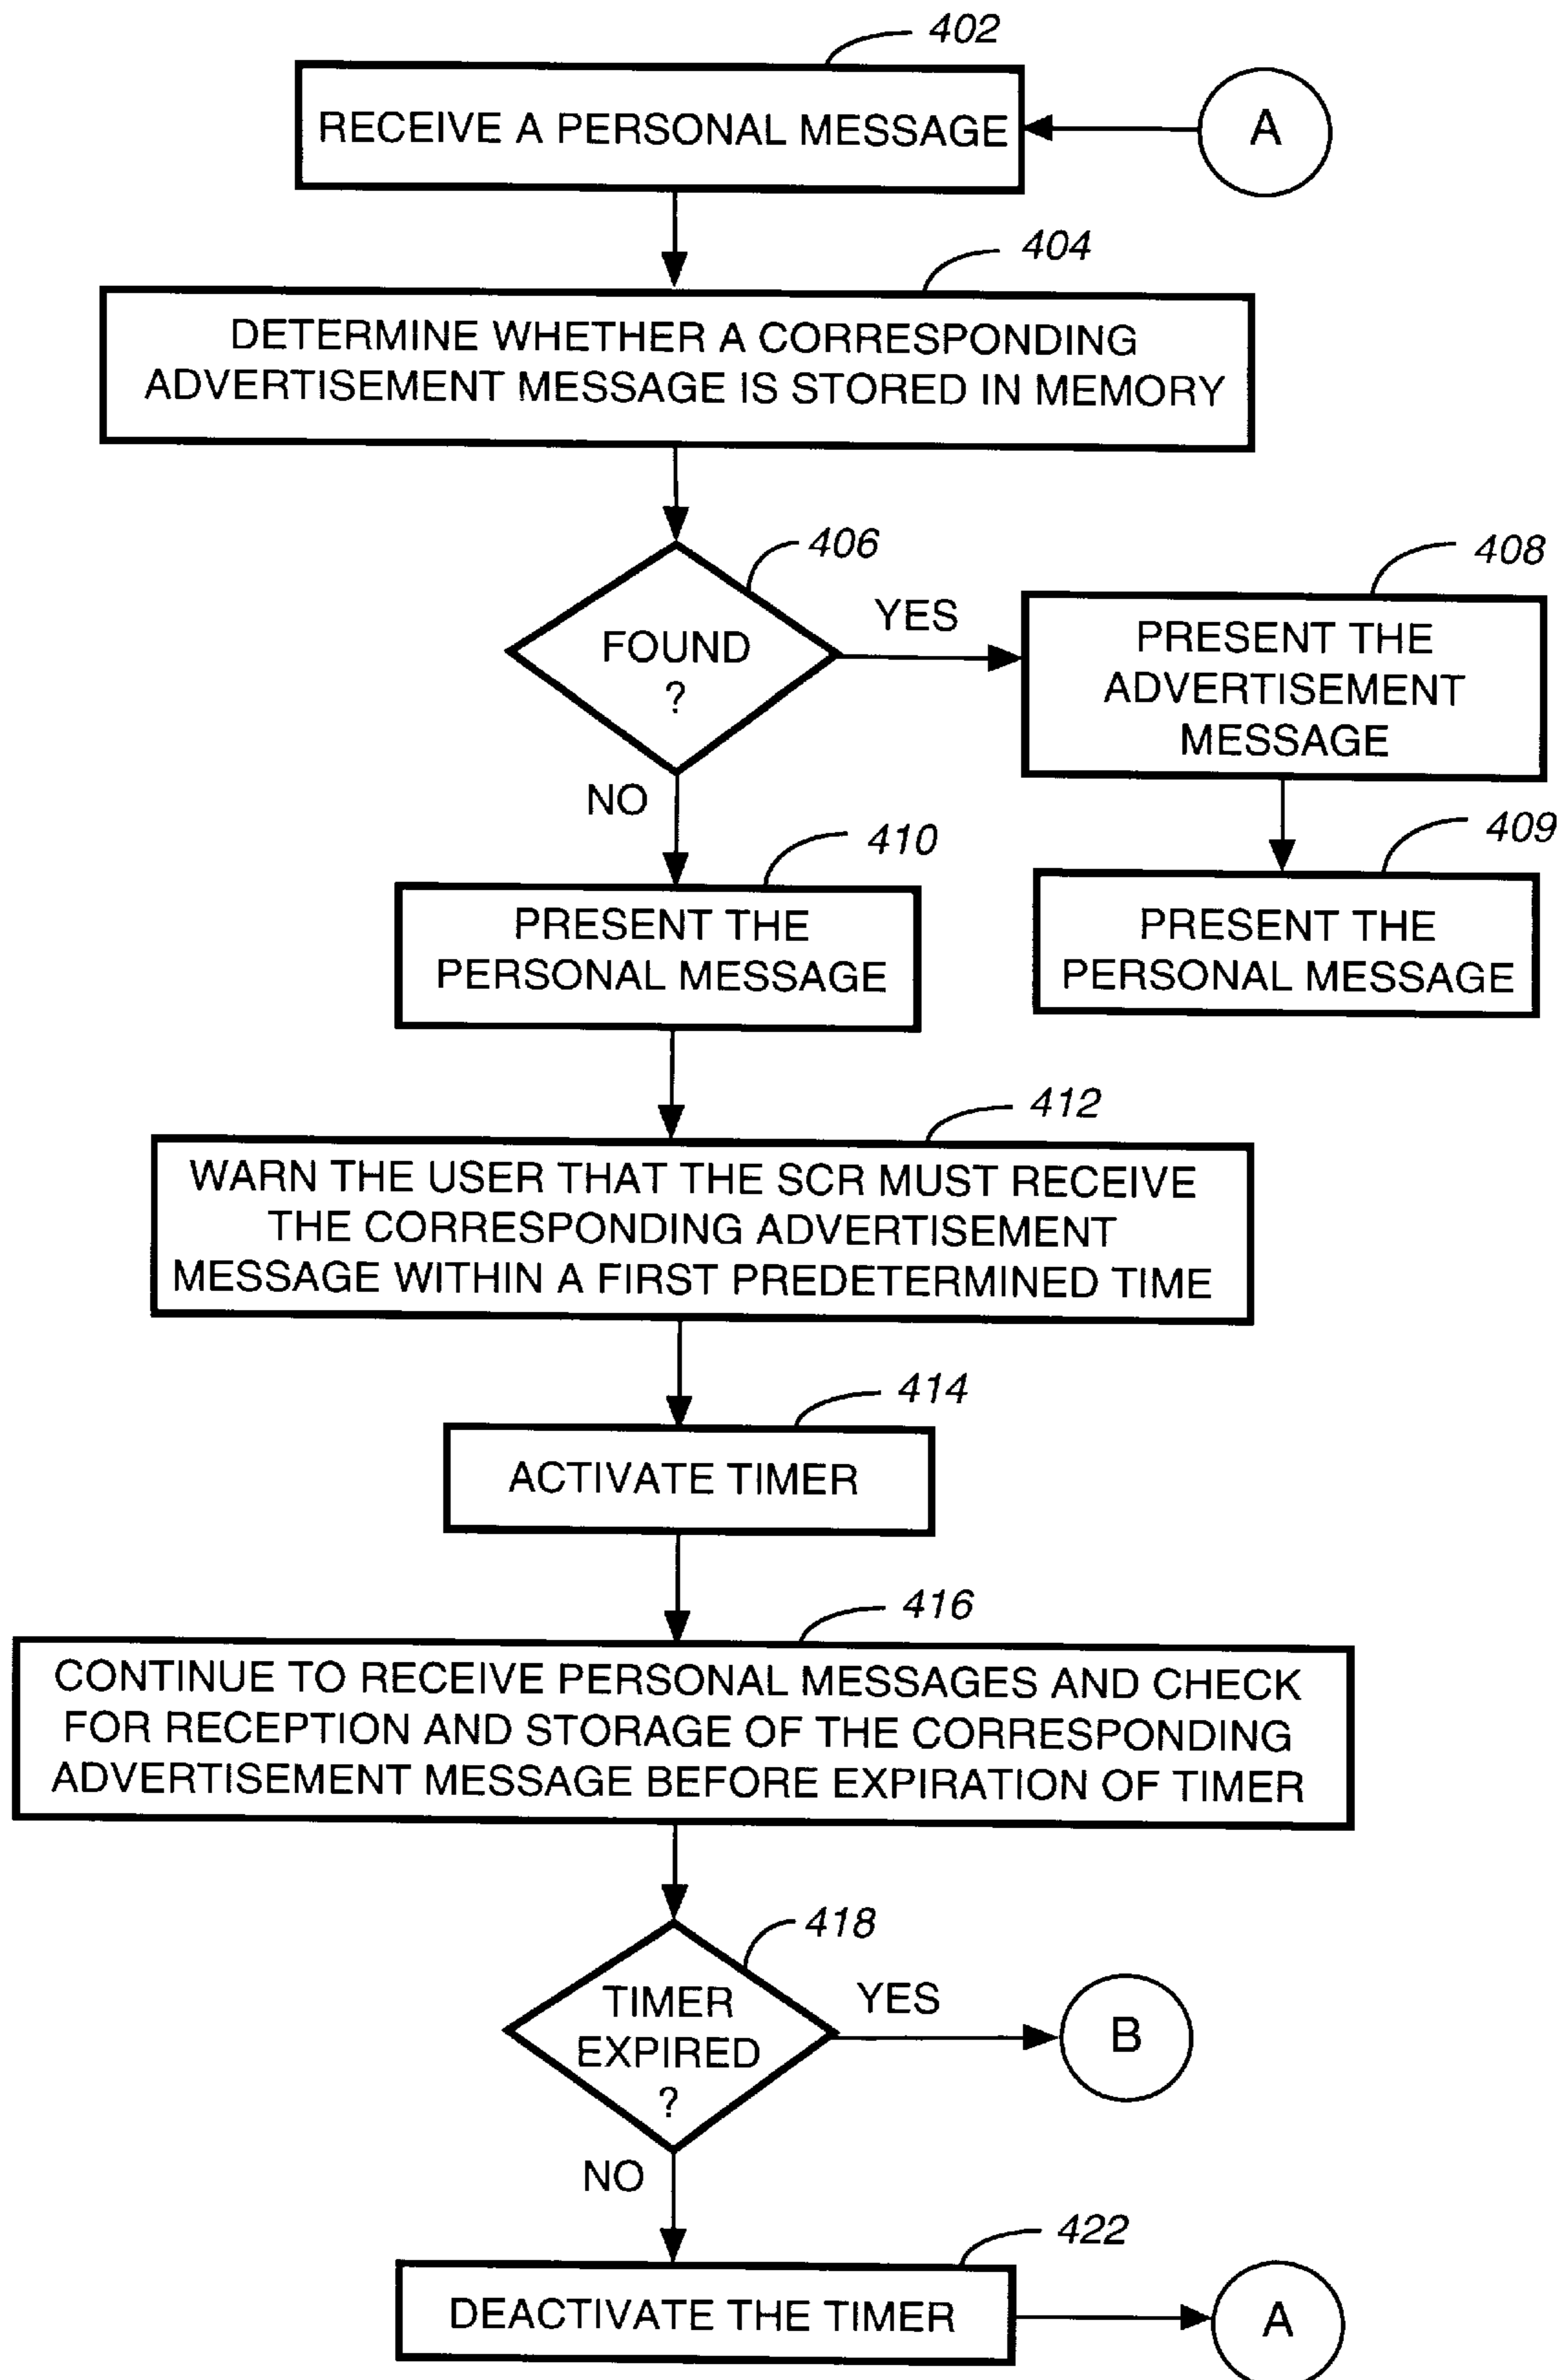 402
RECEIVE A PERSONAL MESSAGE
A
404
DETERMINE WHETHER A CORRESPONDING
ADVERTISEMENT MESSAGE IS STORED IN MEMORY
406
FOUND
?
YES
408
PRESENT THE
ADVERTISEMENT
MESSAGE
NO
409
PRESENT THE
PERSONAL MESSAGE
410
PRESENT THE
PERSONAL MESSAGE
412
WARN THE USER THAT THE SCR MUST RECEIVE
THE CORRESPONDING ADVERTISEMENT
MESSAGE WITHIN A FIRST PREDETERMINED TIME
414
ACTIVATE TIMER
416
CONTINUE TO RECEIVE PERSONAL MESSAGES AND CHECK
FOR RECEPTION AND STORAGE OF THE CORRESPONDING
ADVERTISEMENT MESSAGE BEFORE EXPIRATION OF TIMER
418
TIMER
EXPIRED
?
YES
B
NO
422
DEACTIVATE THE TIMER
A